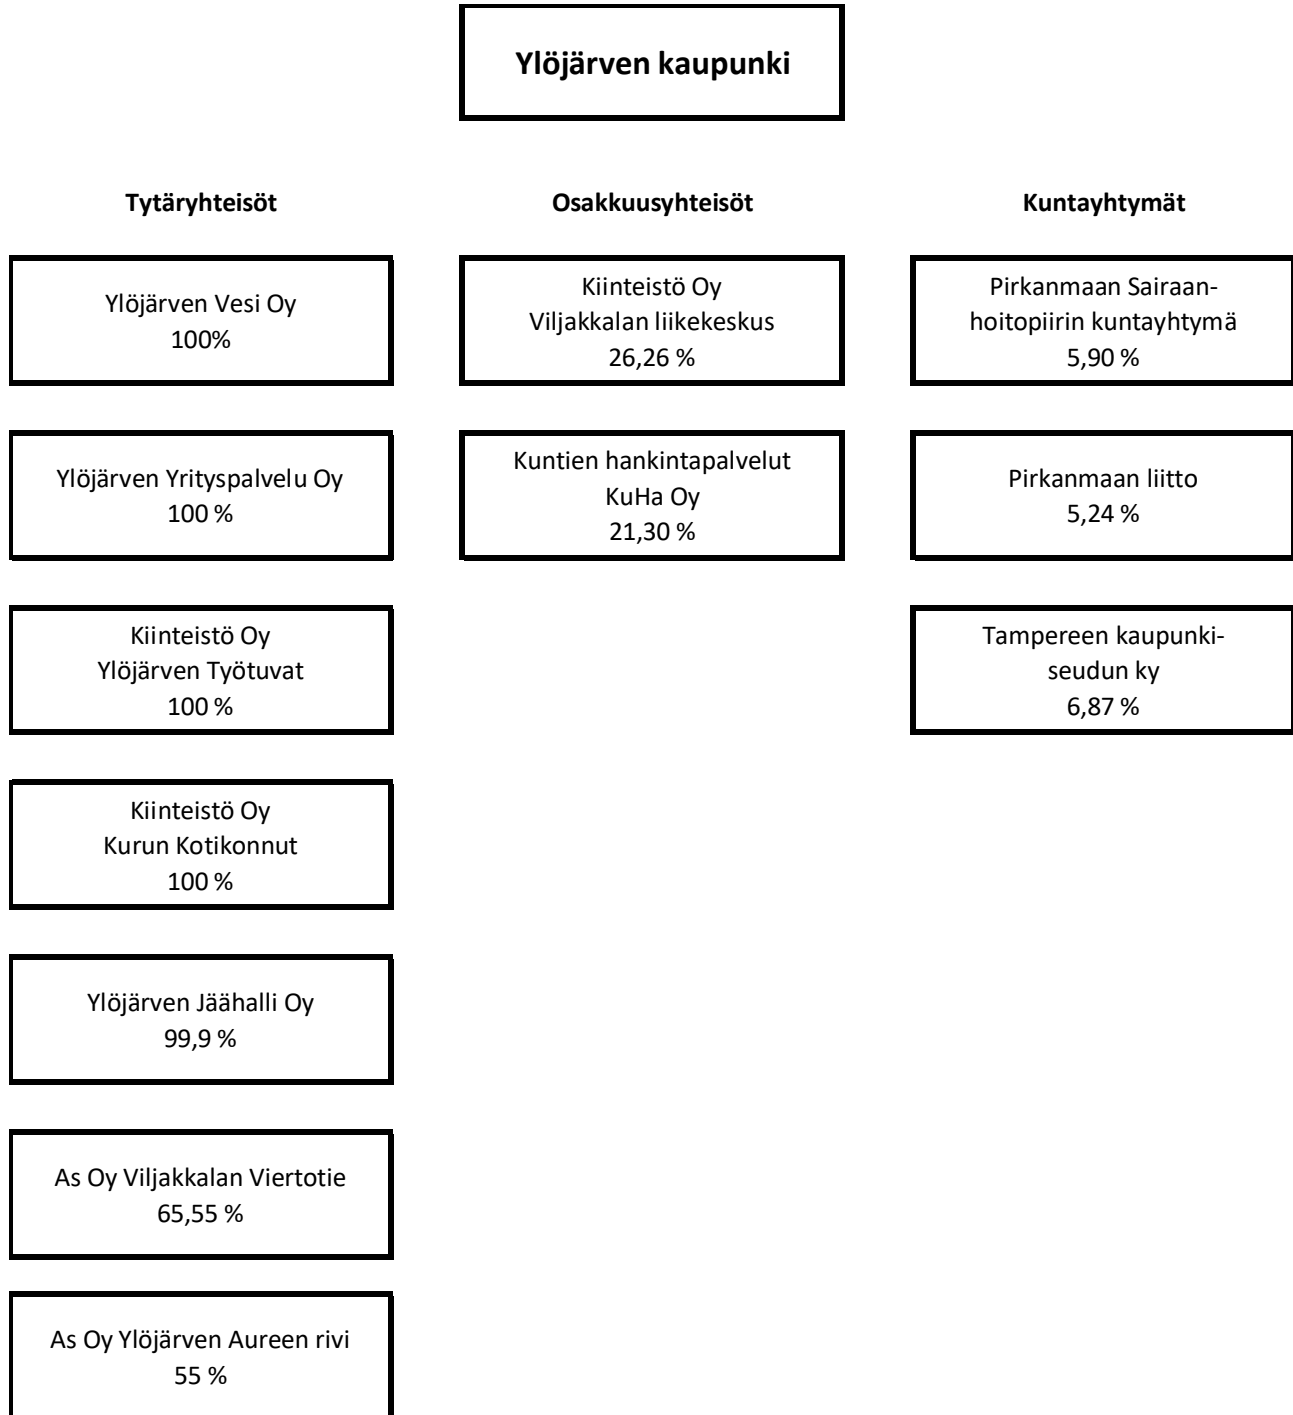 Ylöjärven kaupunki
Tytäryhteisöt
Osakkuusyhteisöt
Kuntayhtymät
Ylöjärven Vesi Oy
100%
Kiinteistö Oy
Viljakkalan liikekeskus
26,26 %
Pirkanmaan Sairaan-
hoitopiirin kuntayhtymä
5,90 %
Ylöjärven Yrityspalvelu Oy
100 %
Kuntien hankintapalvelut
KuHa Oy
21,30 %
Pirkanmaan liitto
5,24 %
Kiinteistö Oy
Ylöjärven Työtuvat
100 %
Tampereen kaupunki-
seudun ky
6,87 %
Kiinteistö Oy
Kurun Kotikonnut
100 %
Ylöjärven Jäähalli Oy
99,9 %
As Oy Viljakkalan Viertotie
65,55 %
As Oy Ylöjärven Aureen rivi
55 %